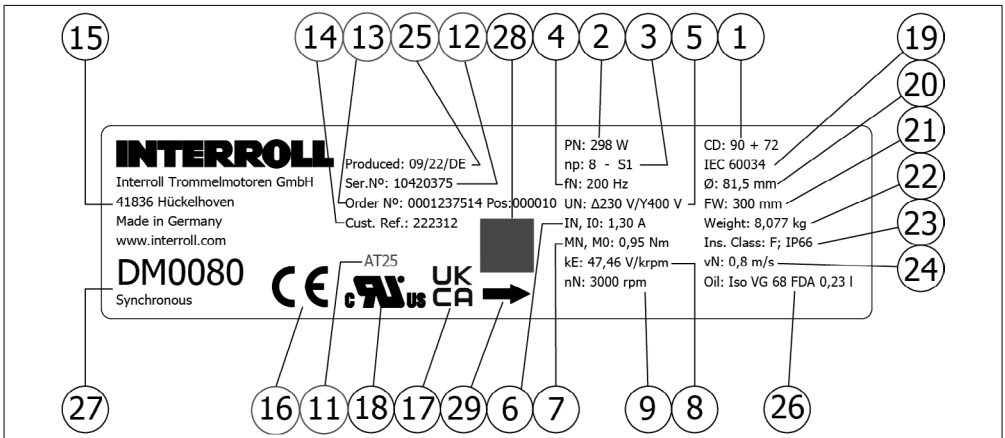 15 14 13 25 12 28 4 2 3 5 1 19
20
21
22
23
24
INTERROLL
Interroll Trommelmotoren GmbH
41836 Hückelhoven
Made in Germany
www.interroll.com
DM0080
Synchronous
Produced: 09/22/DE
Ser.Nº: 10420375
Order Nº: 0001237514 Pos:000010
Cust. Ref.: 222312
AT25
CE
c RU us
UK
CA
PN: 298 W
np: 8 - S1
fN: 200 Hz
UN: Δ230 V/Y400 V
IN, I0: 1,30 A
MN, M0: 0,95 Nm
kE: 47,46 V/krpm
nN: 3000 rpm
CD: 90 + 72
IEC 60034
Ø: 81,5 mm
FW: 300 mm
Weight: 8,077 kg
Ins. Class: F; IP66
vN: 0,8 m/s
Oil: Iso VG 68 FDA 0,23 l
27 16 11 18 17 29 6 7 9 8 26